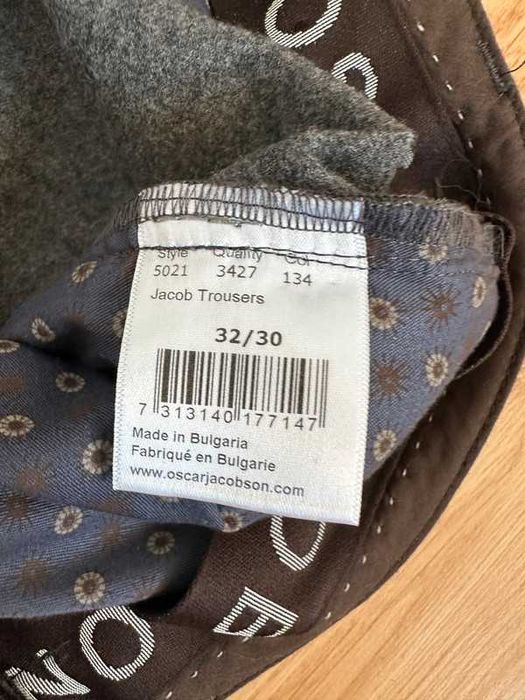 Style Quality Col
5021 3427 134
Jacob Trousers
32/30
7 313140 177147
Made in Bulgaria
Fabriqué en Bulgarie
www.oscarjacobson.com